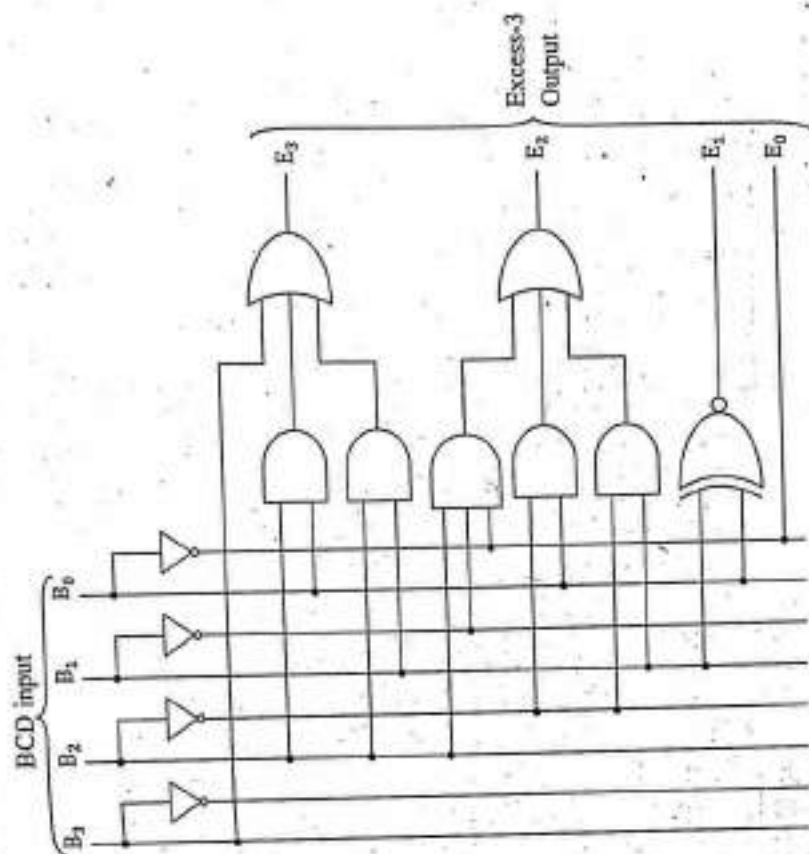 BCD input
B₃ B₂ B₁ B₀
E₃
E₂
E₁
E₀
Excess-3
Output